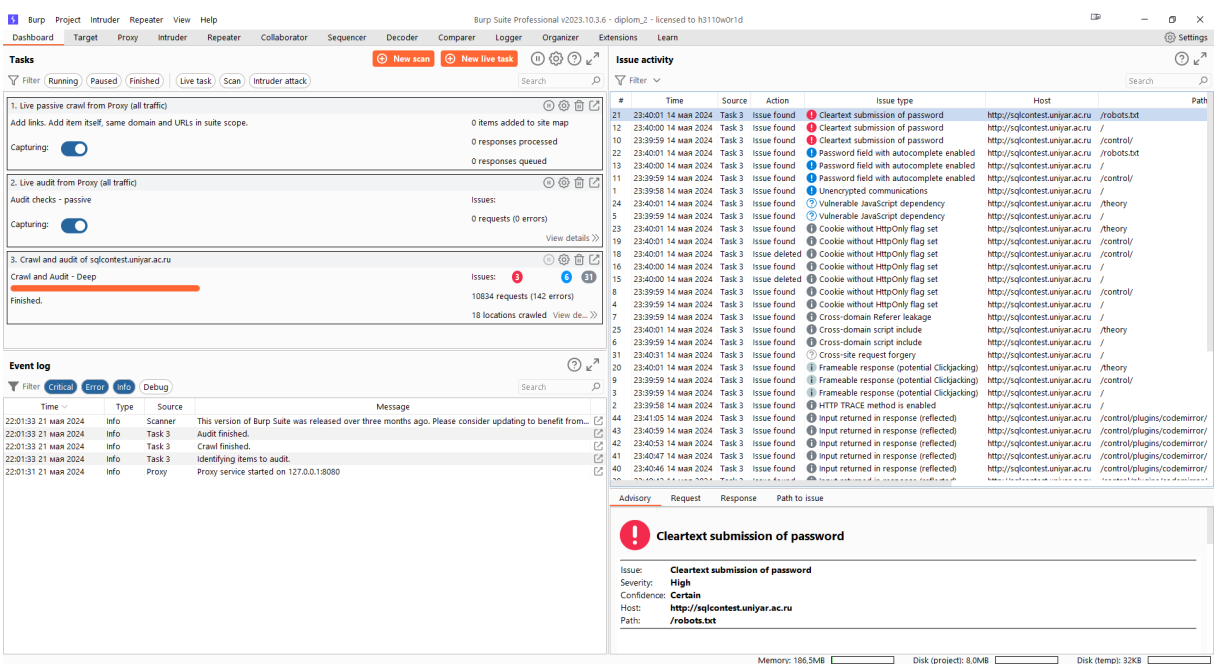 Burp Project Intruder Repeater View Help Burp Suite Professional v2023.10.3.6 - diplom_2 - licensed to h3110w0r1d
Dashboard Target Proxy Intruder Repeater Collaborator Sequencer Decoder Comparer Logger Organizer Extensions Learn Settings
Tasks New scan New live task
Filter Running Paused Finished Live task Scan Intruder attack Search
1. Live passive crawl from Proxy (all traffic)
Add links. Add item itself, same domain and URLs in suite scope. 0 items added to site map
Capturing: 0 responses processed
0 responses queued
2. Live audit from Proxy (all traffic)
Audit checks - passive Issues:
Capturing: 0 requests (0 errors)
View details
3. Crawl and audit of sqlcontest.uniyar.ac.ru
Crawl and Audit - Deep Issues: 3 6 31
10834 requests (142 errors)
Finished.
18 locations crawled View de...
Event log
Filter Critical Error Info Debug Search
Time Type Source Message
22:01:33 21 мая 2024 Info Scanner This version of Burp Suite was released over three months ago. Please consider updating to benefit from...
22:01:33 21 мая 2024 Info Task 3 Audit finished.
22:01:33 21 мая 2024 Info Task 3 Crawl finished.
22:01:33 21 мая 2024 Info Task 3 Identifying items to audit.
22:01:31 21 мая 2024 Info Proxy Proxy service started on 127.0.0.1:8080
Issue activity
Filter Search
# Time Source Action Issue type Host Path
21 23:40:01 14 мая 2024 Task 3 Issue found Cleartext submission of password http://sqlcontest.uniyar.ac.ru /robots.txt
12 23:40:00 14 мая 2024 Task 3 Issue found Cleartext submission of password http://sqlcontest.uniyar.ac.ru /
10 23:39:59 14 мая 2024 Task 3 Issue found Cleartext submission of password http://sqlcontest.uniyar.ac.ru /control/
22 23:40:01 14 мая 2024 Task 3 Issue found Password field with autocomplete enabled http://sqlcontest.uniyar.ac.ru /robots.txt
13 23:40:00 14 мая 2024 Task 3 Issue found Password field with autocomplete enabled http://sqlcontest.uniyar.ac.ru /
11 23:39:59 14 мая 2024 Task 3 Issue found Password field with autocomplete enabled http://sqlcontest.uniyar.ac.ru /control/
1 23:39:58 14 мая 2024 Task 3 Issue found Unencrypted communications http://sqlcontest.uniyar.ac.ru /
24 23:40:01 14 мая 2024 Task 3 Issue found Vulnerable JavaScript dependency http://sqlcontest.uniyar.ac.ru /theory
5 23:39:59 14 мая 2024 Task 3 Issue found Vulnerable JavaScript dependency http://sqlcontest.uniyar.ac.ru /
23 23:40:01 14 мая 2024 Task 3 Issue found Cookie without HttpOnly flag set http://sqlcontest.uniyar.ac.ru /theory
19 23:40:01 14 мая 2024 Task 3 Issue found Cookie without HttpOnly flag set http://sqlcontest.uniyar.ac.ru /control/
18 23:40:01 14 мая 2024 Task 3 Issue deleted Cookie without HttpOnly flag set http://sqlcontest.uniyar.ac.ru /control/
16 23:40:00 14 мая 2024 Task 3 Issue found Cookie without HttpOnly flag set http://sqlcontest.uniyar.ac.ru /
15 23:40:00 14 мая 2024 Task 3 Issue deleted Cookie without HttpOnly flag set http://sqlcontest.uniyar.ac.ru /
8 23:39:59 14 мая 2024 Task 3 Issue found Cookie without HttpOnly flag set http://sqlcontest.uniyar.ac.ru /control/
4 23:39:59 14 мая 2024 Task 3 Issue found Cookie without HttpOnly flag set http://sqlcontest.uniyar.ac.ru /
7 23:39:59 14 мая 2024 Task 3 Issue found Cross-domain Referer leakage http://sqlcontest.uniyar.ac.ru /
25 23:40:01 14 мая 2024 Task 3 Issue found Cross-domain script include http://sqlcontest.uniyar.ac.ru /theory
6 23:39:59 14 мая 2024 Task 3 Issue found Cross-domain script include http://sqlcontest.uniyar.ac.ru /
31 23:40:31 14 мая 2024 Task 3 Issue found Cross-site request forgery http://sqlcontest.uniyar.ac.ru /
20 23:40:01 14 мая 2024 Task 3 Issue found Frameable response (potential Clickjacking) http://sqlcontest.uniyar.ac.ru /theory
9 23:39:59 14 мая 2024 Task 3 Issue found Frameable response (potential Clickjacking) http://sqlcontest.uniyar.ac.ru /control/
3 23:39:59 14 мая 2024 Task 3 Issue found Frameable response (potential Clickjacking) http://sqlcontest.uniyar.ac.ru /
2 23:39:58 14 мая 2024 Task 3 Issue found HTTP TRACE method is enabled http://sqlcontest.uniyar.ac.ru /
44 23:41:05 14 мая 2024 Task 3 Issue found Input returned in response (reflected) http://sqlcontest.uniyar.ac.ru /control/plugins/codemirror/
43 23:40:59 14 мая 2024 Task 3 Issue found Input returned in response (reflected) http://sqlcontest.uniyar.ac.ru /control/plugins/codemirror/
42 23:40:53 14 мая 2024 Task 3 Issue found Input returned in response (reflected) http://sqlcontest.uniyar.ac.ru /control/plugins/codemirror/
41 23:40:47 14 мая 2024 Task 3 Issue found Input returned in response (reflected) http://sqlcontest.uniyar.ac.ru /control/plugins/codemirror/
40 23:40:46 14 мая 2024 Task 3 Issue found Input returned in response (reflected) http://sqlcontest.uniyar.ac.ru /control/plugins/codemirror/
Advisory Request Response Path to issue
Cleartext submission of password
Issue: Cleartext submission of password
Severity: High
Confidence: Certain
Host: http://sqlcontest.uniyar.ac.ru
Path: /robots.txt
Memory: 186,5MB Disk (project): 8,0MB Disk (temp): 32KB